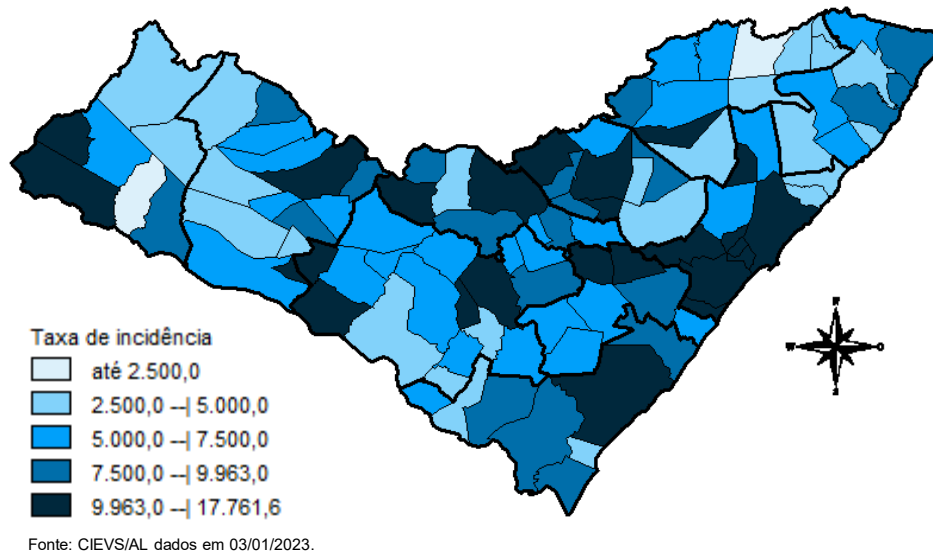 Taxa de incidência
até 2.500,0
2.500,0 --| 5.000,0
5.000,0 --| 7.500,0
7.500,0 --| 9.963,0
9.963,0 --| 17.761,6
W
O
Fonte: CIEVS/AL dados em 03/01/2023.